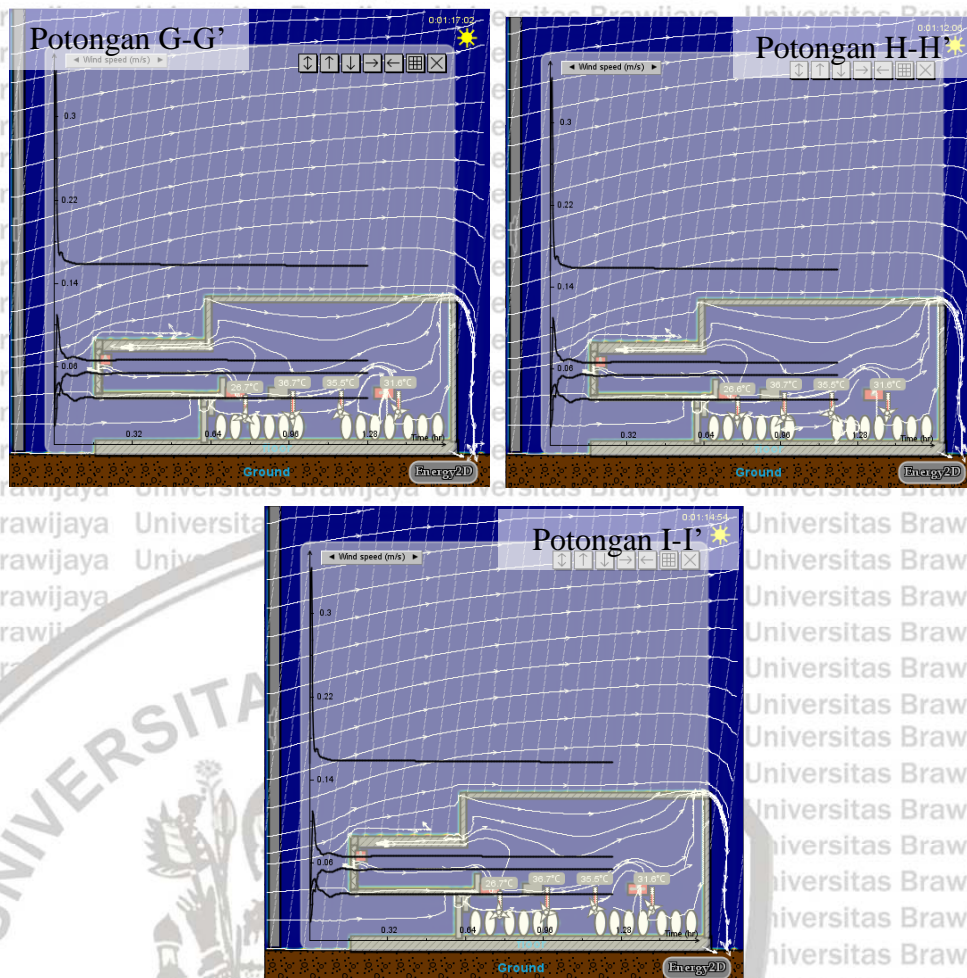 Potongan G-G'
0:01:17:02
◄ Wind speed (m/s) ►
0.3
0.22
0.14
0.06
26.7°C 36.7°C 35.5°C 31.6°C
0.32 0.64 0.96 1.28 Time (hr)
Ground
Energy2D
Potongan H-H'
0:01:12:06
◄ Wind speed (m/s) ►
0.3
0.22
0.14
0.06
36.7°C 35.5°C 31.6°C
0.32 0.64 0.96 1.28 Time (hr)
Ground
Energy2D
Potongan I-I'
0:01:14:54
◄ Wind speed (m/s) ►
0.3
0.22
0.14
0.06
26.7°C 36.7°C 35.5°C 31.6°C
0.32 0.64 0.96 1.28 Time (hr)
Ground
Energy2D